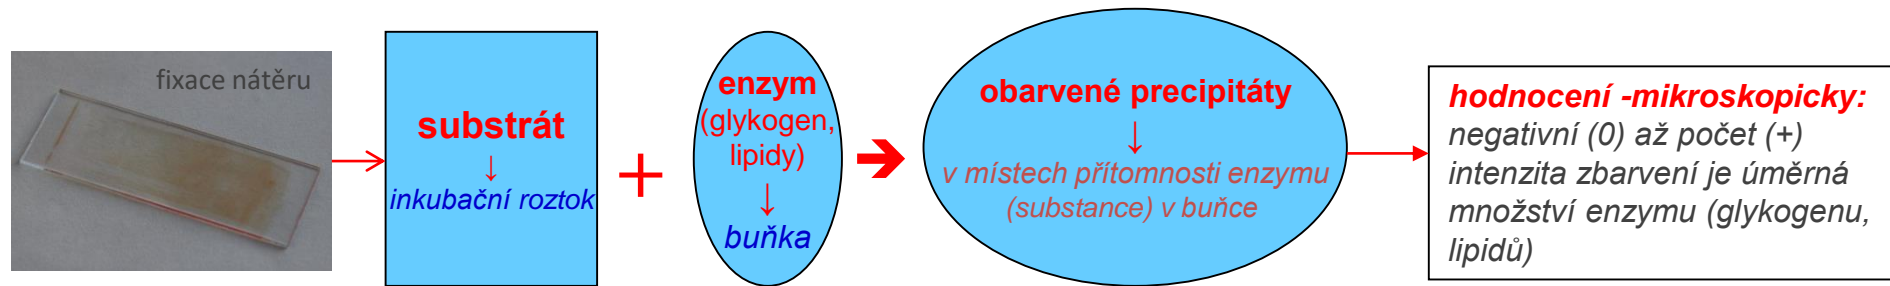 fixace nátěru
substrát
↓
inkubační roztok
+
enzym
(glykogen,
lipidy)
↓
buňka
obarvené precipitáty
↓
v místech přítomnosti enzymu
(substance) v buňce
hodnocení -mikroskopicky:
negativní (0) až počet (+)
intenzita zbarvení je úměrná
množství enzymu (glykogenu,
lipidů)